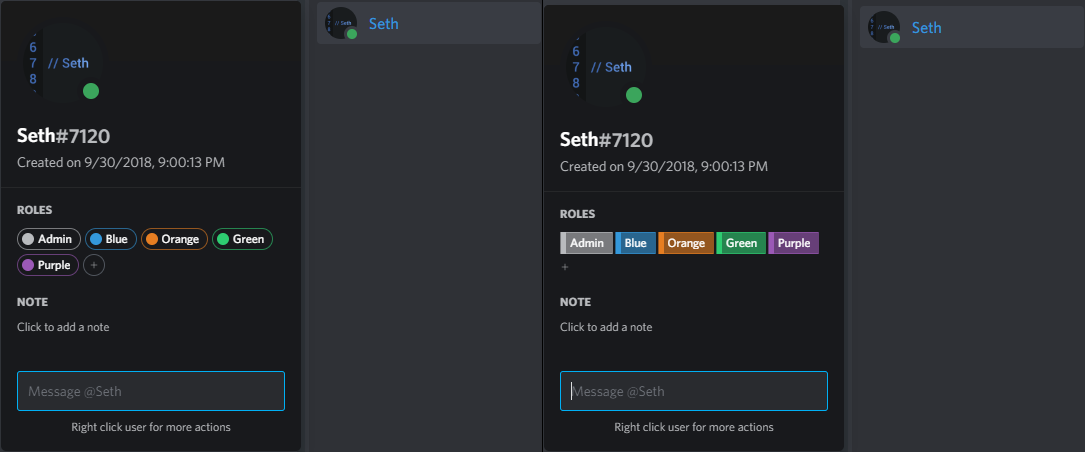 6
7 // Seth
8
Seth#7120
Created on 9/30/2018, 9:00:13 PM
ROLES
Admin Blue Orange Green
Purple +
NOTE
Click to add a note
Message @Seth
Right click user for more actions
6
7 // Seth
8
Seth
6
7 // Seth
8
Seth#7120
Created on 9/30/2018, 9:00:13 PM
ROLES
Admin Blue Orange Green Purple
+
NOTE
Click to add a note
Message @Seth
Right click user for more actions
6
7 // Seth
8
Seth